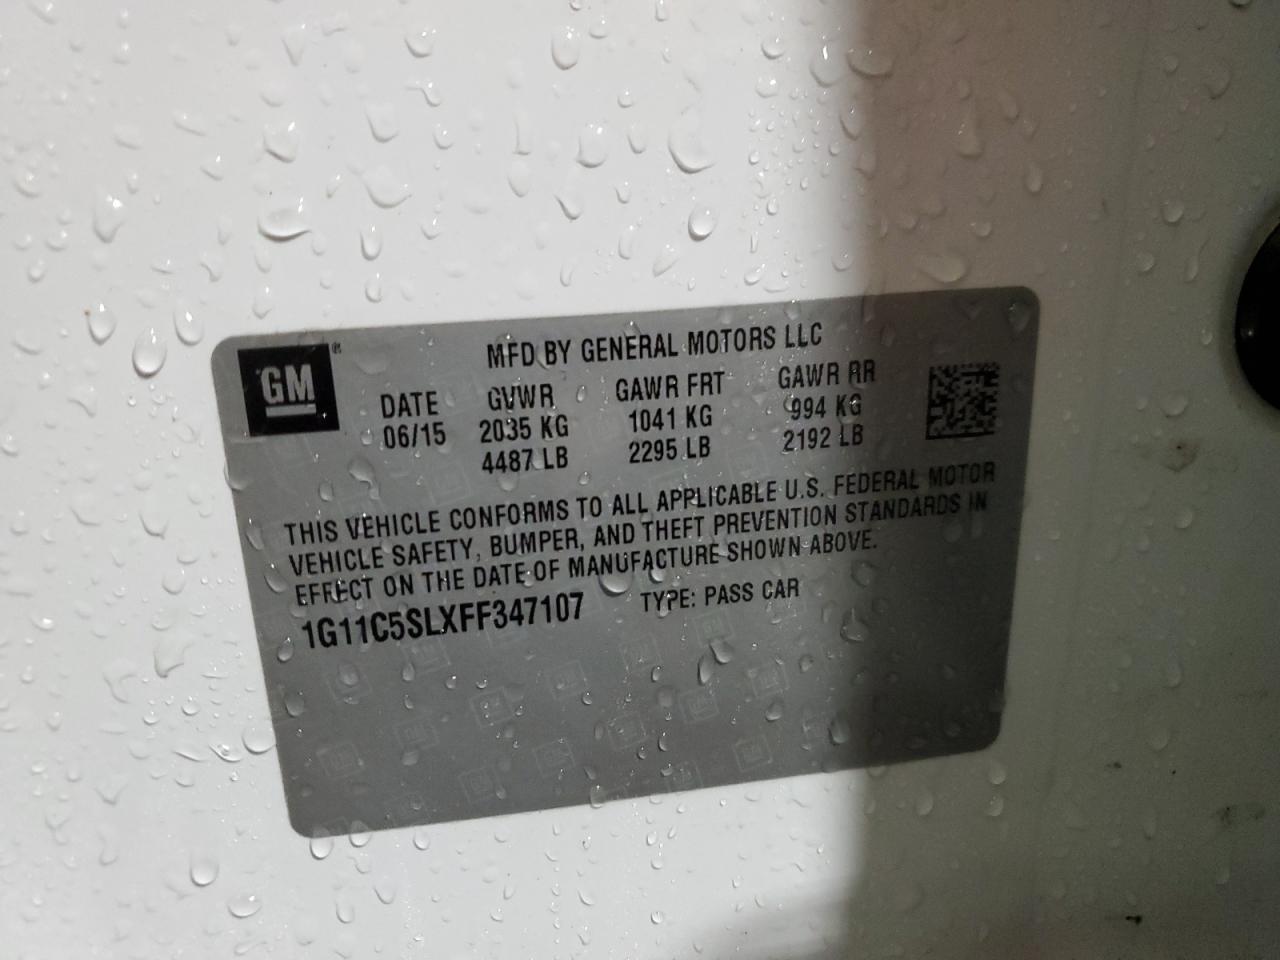 GM ®
MFD BY GENERAL MOTORS LLC
DATE GVWR GAWR FRT GAWR RR
06/15 2035 KG 1041 KG 994 KG
4487 LB 2295 LB 2192 LB
THIS VEHICLE CONFORMS TO ALL APPLICABLE U.S. FEDERAL MOTOR
VEHICLE SAFETY, BUMPER, AND THEFT PREVENTION STANDARDS IN
EFFECT ON THE DATE OF MANUFACTURE SHOWN ABOVE.
1G11C5SLXFF347107 TYPE: PASS CAR